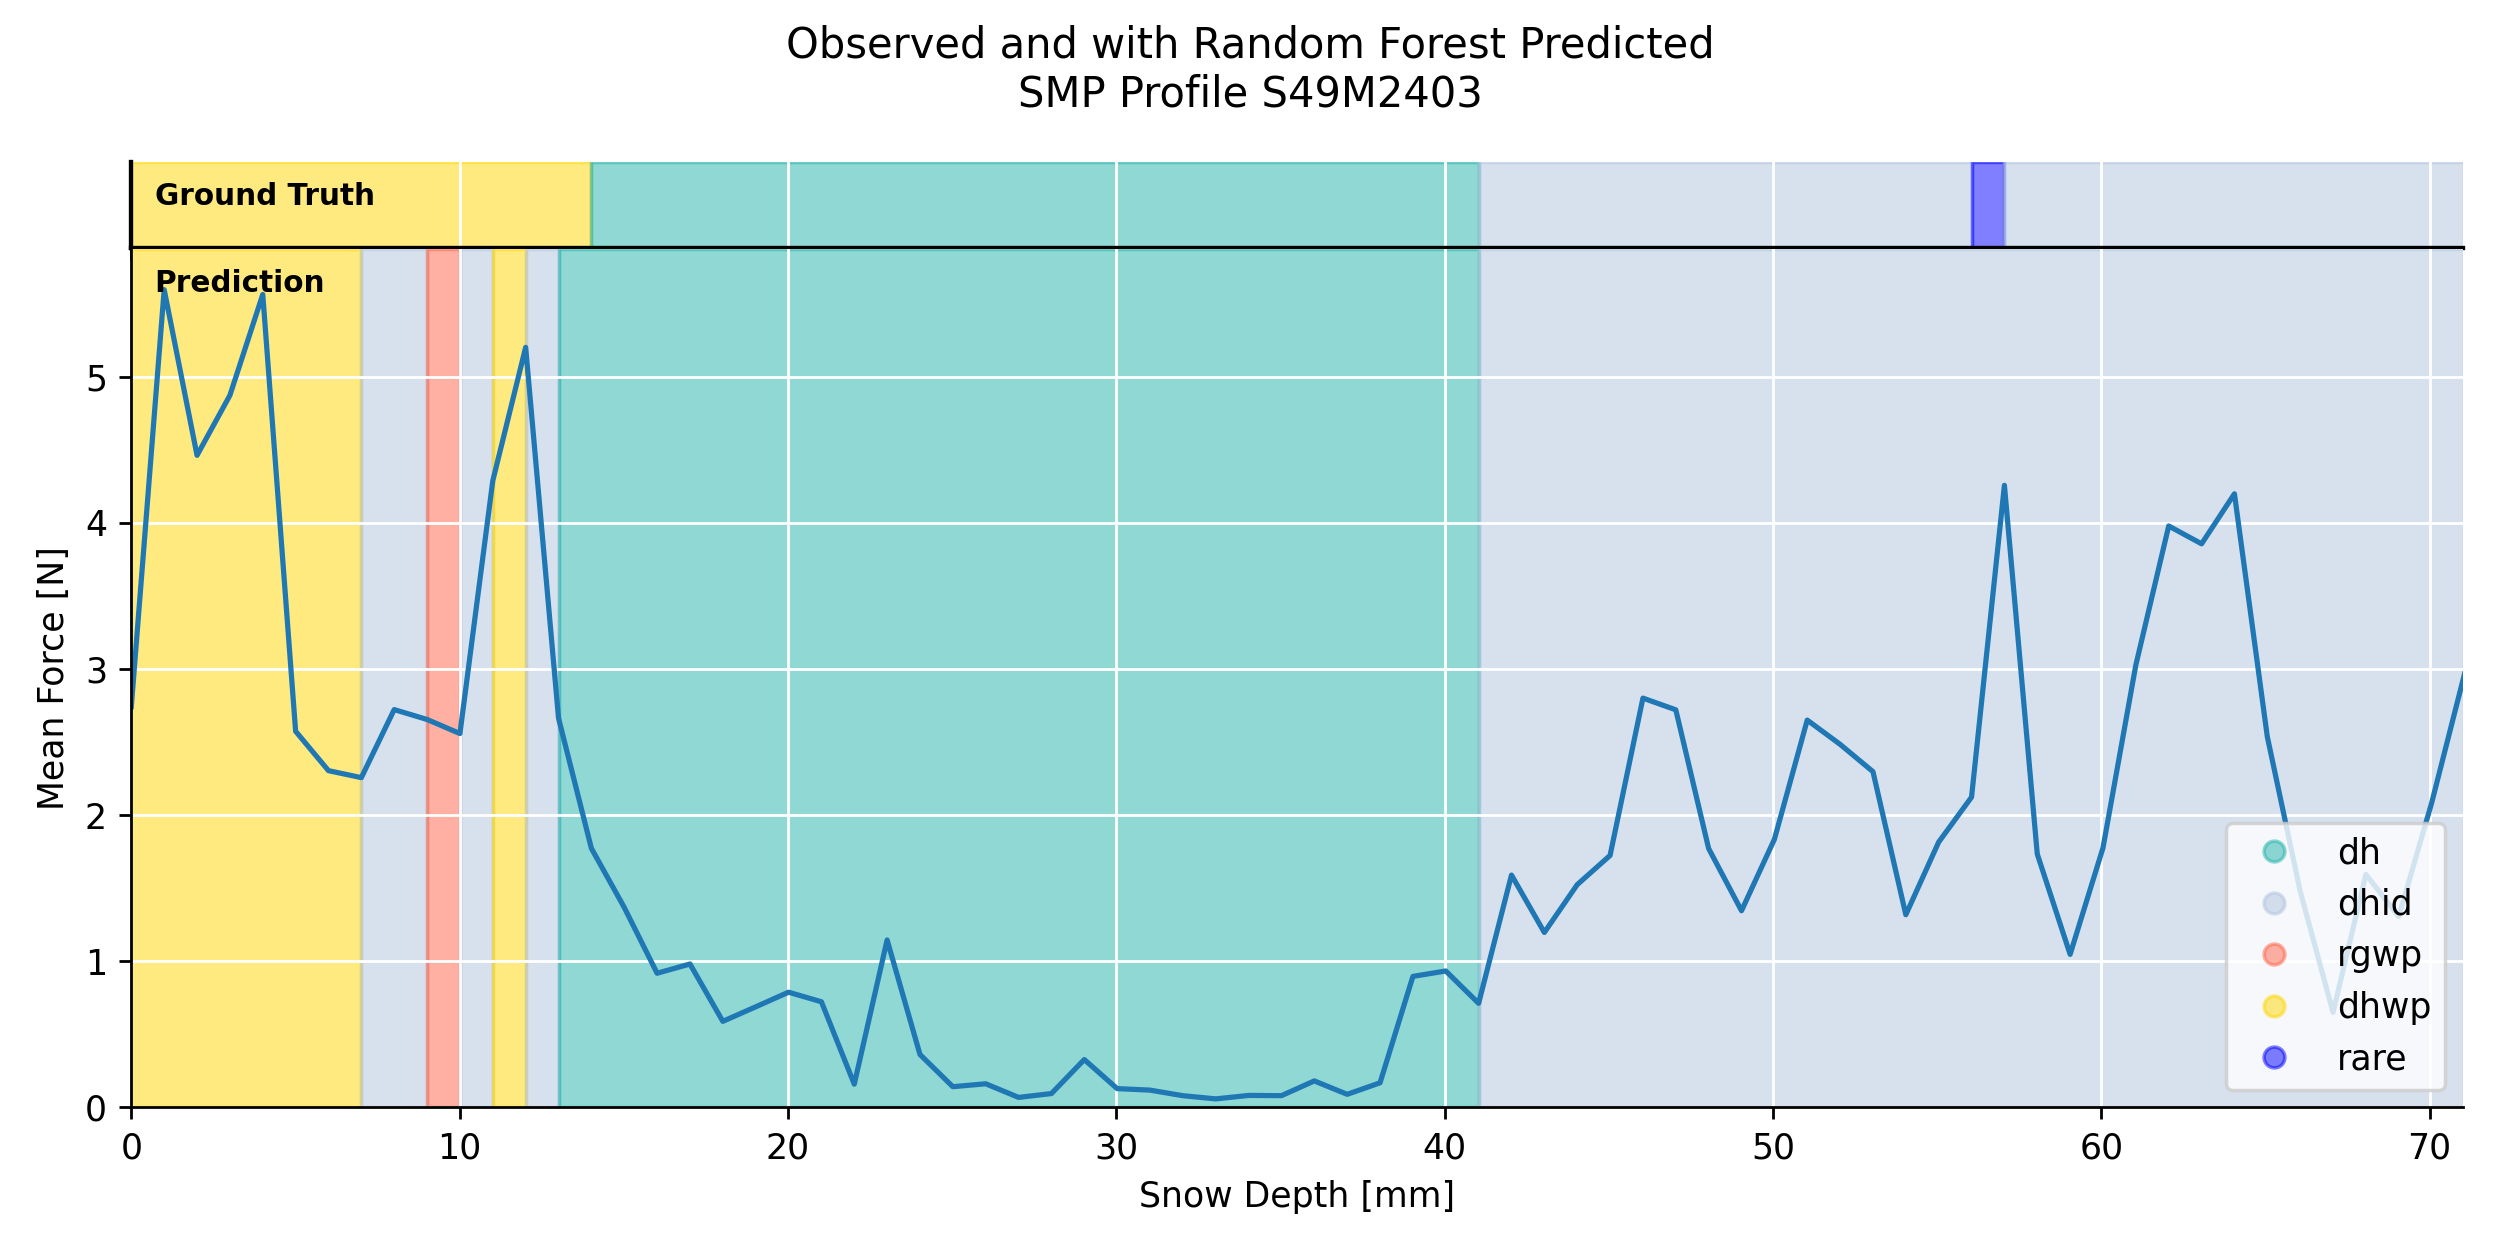 Observed and with Random Forest Predicted
SMP Profile S49M2403
Ground Truth
Prediction
5
4
3
2
1
0
Mean Force [N]
dh
dhid
rgwp
dhwp
rare
0 10 20 30 40 50 60 70
Snow Depth [mm]